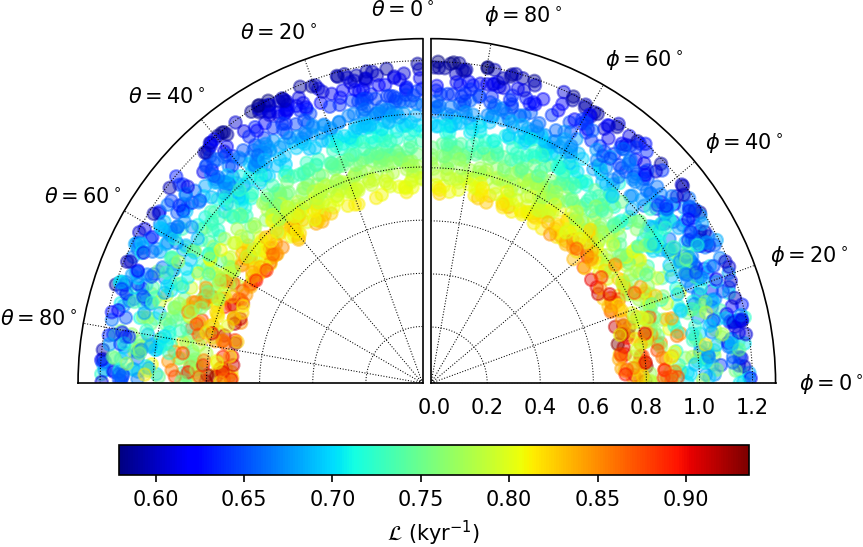 θ = 0° ϕ = 80°
θ = 20° ϕ = 60°
θ = 40° ϕ = 40°
θ = 60° ϕ = 20°
θ = 80° ϕ = 0°
0.0 0.2 0.4 0.6 0.8 1.0 1.2
0.60 0.65 0.70 0.75 0.80 0.85 0.90
ℒ (kyr⁻¹)